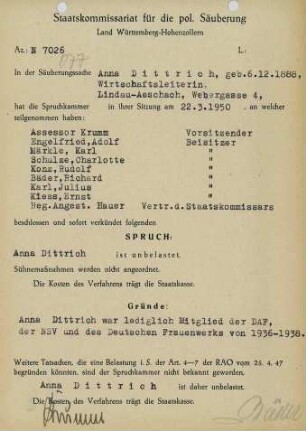 Staatskommissariat für die pol. Säuberung
Land Württemberg-Hohenzollern
Az.: N 7026 L:
077
In der Säuberungssache Anna Dittrich, geb.6.12.1888,
Wirtschaftsleiterin,
Lindau-Aeschach, Webergasse 4,
hat die Spruchkammer in ihrer Sitzung am 22.3.1950 an welcher
teilgenommen haben:
Assessor Krumm Vorsitzender
Engelfried,Adolf Beisitzer
Märkle, Karl "
Schulze,Charlotte "
Konz,Rudolf "
Bäder,Richard "
Karl,Julius "
Kiess,Ernst "
Reg.Angest. Hauer Vertr.d.Staatskommissars
beschlossen und sofort verkündet folgenden
SPRUCH:
Anna Dittrich
ist unbelastet.
Sühnemaßnahmen werden nicht angeordnet.
Die Kosten des Verfahrens trägt die Staatskasse.
Gründe:
Anna Dittrich war lediglich Mitglied der DAF,
der NSV und des Deutschen Frauenwerks von 1936-1938.
Weitere Tatsachen, die eine Belastung i. S. der Art. 4—7 der RAO vom 25. 4. 47
begründen könnten, sind der Spruchkammer nicht bekannt geworden.
Anna Dittrich ist daher unbelastet.
Die Kosten des Verfahrens trägt die Staatskasse.
Krumm